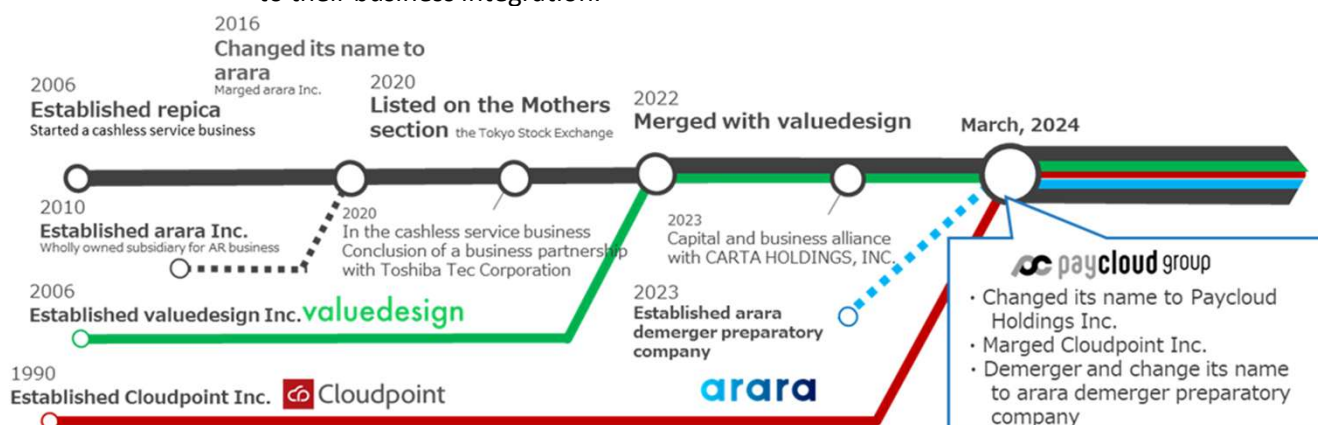 to their business integration.
2016
Changed its name to
arara
Marged arara Inc.
2006
Established repica
Started a cashless service business
2020
Listed on the Mothers
section the Tokyo Stock Exchange
2022
Merged with valuedesign
March, 2024
2010
Established arara Inc.
Wholly owned subsidiary for AR business
2020
In the cashless service business
Conclusion of a business partnership
with Toshiba Tec Corporation
2023
Capital and business alliance
with CARTA HOLDINGS, INC.
2006
Established valuedesign Inc. valuedesign
2023
Established arara
demerger preparatory
company
arara
1990
Established Cloudpoint Inc. Cloudpoint
paycloud group
・Changed its name to Paycloud
Holdings Inc.
・Marged Cloudpoint Inc.
・Demerger and change its name
to arara demerger preparatory
company